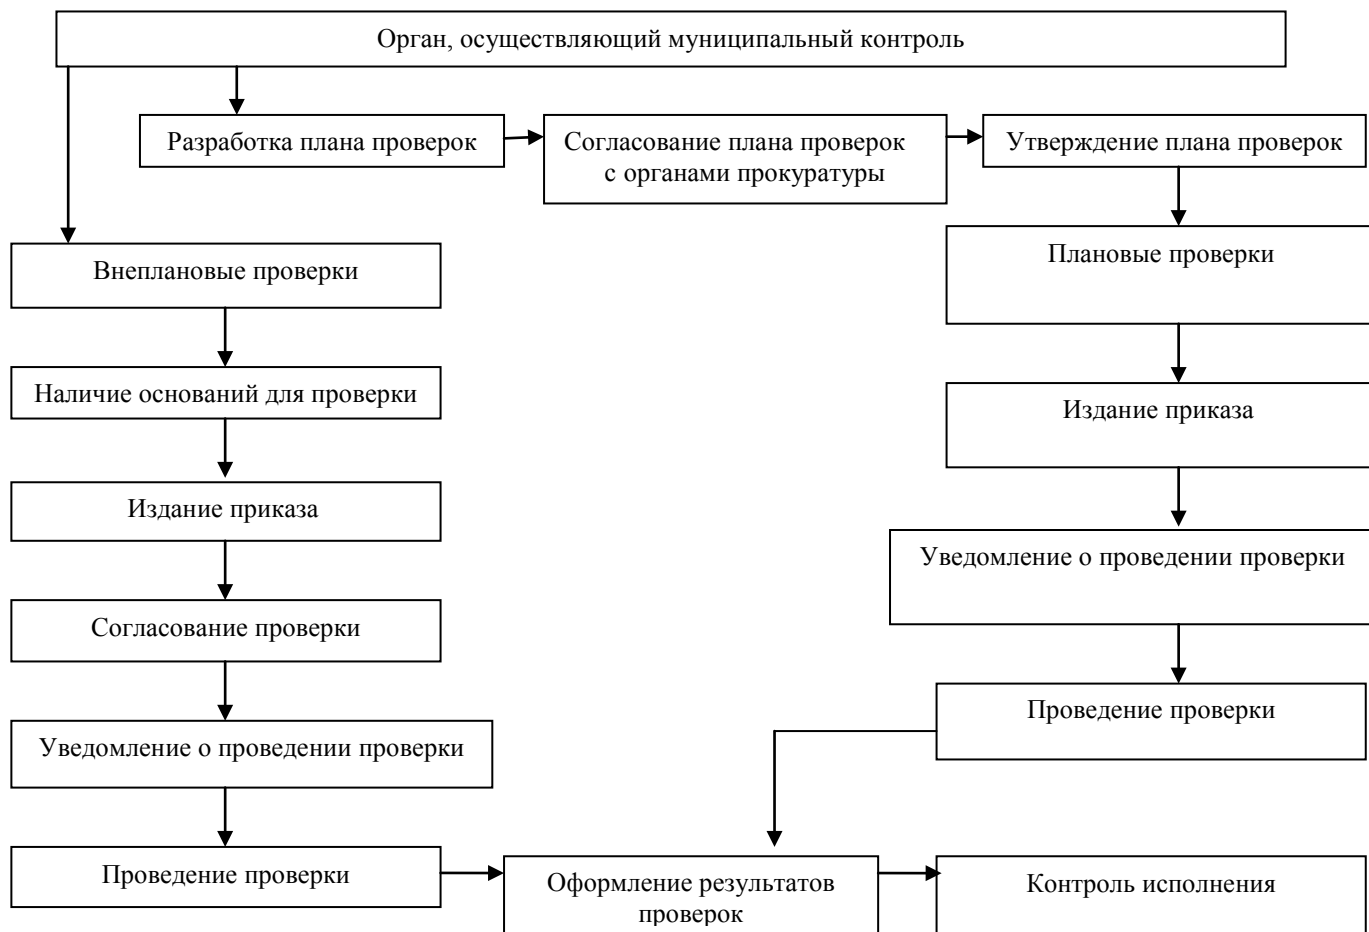 Орган, осуществляющий муниципальный контроль
Разработка плана проверок
Согласование плана проверок
с органами прокуратуры
Утверждение плана проверок
Внеплановые проверки
Плановые проверки
Наличие оснований для проверки
Издание приказа
Издание приказа
Уведомление о проведении проверки
Согласование проверки
Проведение проверки
Уведомление о проведении проверки
Проведение проверки
Оформление результатов
проверок
Контроль исполнения